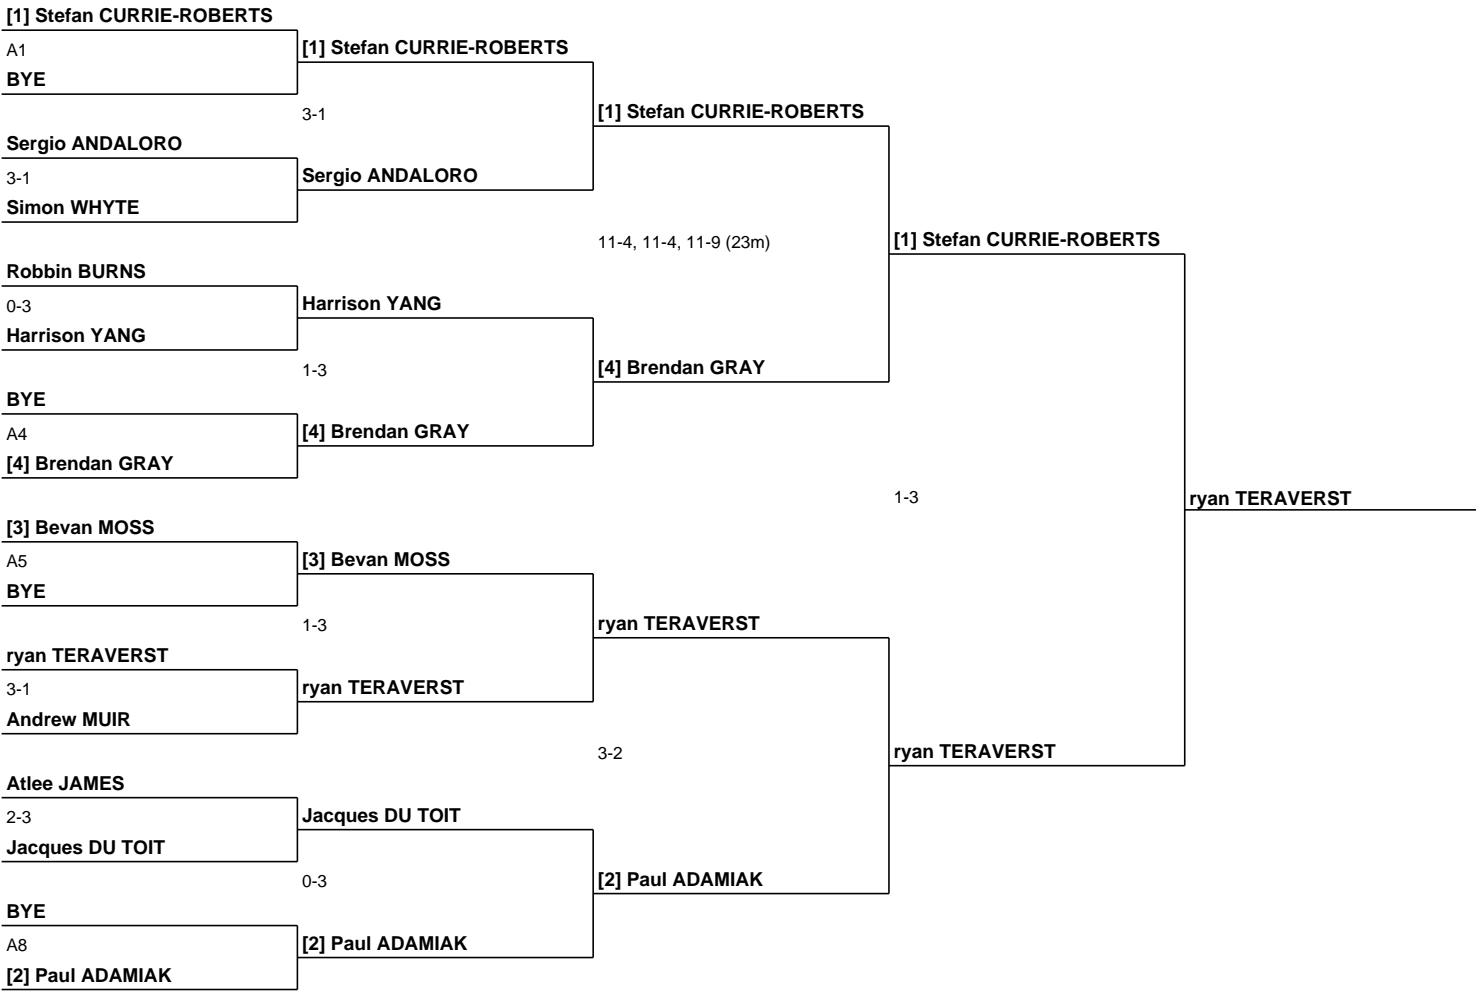 [1] Stefan CURRIE-ROBERTS
A1
BYE
Sergio ANDALORO
3-1
Simon WHYTE
Robbin BURNS
0-3
Harrison YANG
BYE
A4
[4] Brendan GRAY
[3] Bevan MOSS
A5
BYE
ryan TERAVERST
3-1
Andrew MUIR
Atlee JAMES
2-3
Jacques DU TOIT
BYE
A8
[2] Paul ADAMIAK
[1] Stefan CURRIE-ROBERTS
3-1
Sergio ANDALORO
Harrison YANG
1-3
[4] Brendan GRAY
[3] Bevan MOSS
1-3
ryan TERAVERST
Jacques DU TOIT
0-3
[2] Paul ADAMIAK
[1] Stefan CURRIE-ROBERTS
11-4, 11-4, 11-9 (23m)
[4] Brendan GRAY
ryan TERAVERST
3-2
[2] Paul ADAMIAK
[1] Stefan CURRIE-ROBERTS
1-3
ryan TERAVERST
ryan TERAVERST